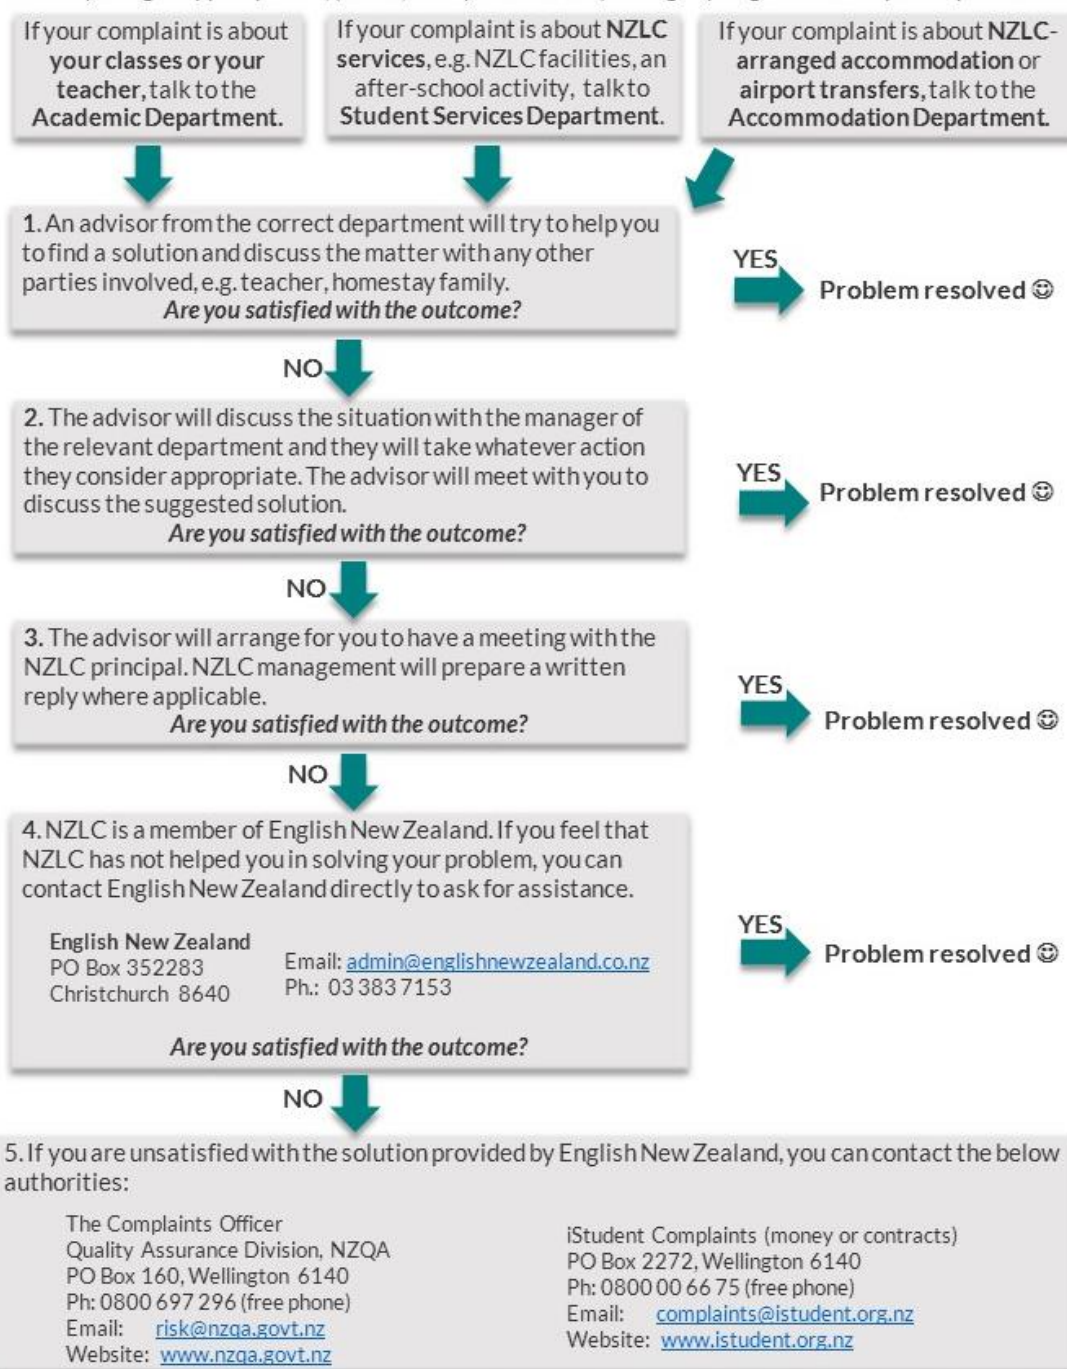 If your complaint is about
your classes or your
teacher, talk to the
Academic Department.
If your complaint is about NZLC
services, e.g. NZLC facilities, an
after-school activity, talk to
Student Services Department.
If your complaint is about NZLC-
arranged accommodation or
airport transfers, talk to the
Accommodation Department.
1. An advisor from the correct department will try to help you
to find a solution and discuss the matter with any other
parties involved, e.g. teacher, homestay family.
Are you satisfied with the outcome?
YES
Problem resolved ☺
NO
2. The advisor will discuss the situation with the manager of
the relevant department and they will take whatever action
they consider appropriate. The advisor will meet with you to
discuss the suggested solution.
Are you satisfied with the outcome?
YES
Problem resolved ☺
NO
3. The advisor will arrange for you to have a meeting with the
NZLC principal. NZLC management will prepare a written
reply where applicable.
Are you satisfied with the outcome?
YES
Problem resolved ☺
NO
4. NZLC is a member of English New Zealand. If you feel that
NZLC has not helped you in solving your problem, you can
contact English New Zealand directly to ask for assistance.
English New Zealand
PO Box 352283
Christchurch 8640
Email: admin@englishnewzealand.co.nz
Ph.: 03 383 7153
Are you satisfied with the outcome?
YES
Problem resolved ☺
NO
5. If you are unsatisfied with the solution provided by English New Zealand, you can contact the below
authorities:
The Complaints Officer
Quality Assurance Division, NZQA
PO Box 160, Wellington 6140
Ph: 0800 697 296 (free phone)
Email: risk@nzqa.govt.nz
Website: www.nzqa.govt.nz
iStudent Complaints (money or contracts)
PO Box 2272, Wellington 6140
Ph: 0800 00 66 75 (free phone)
Email: complaints@istudent.org.nz
Website: www.istudent.org.nz